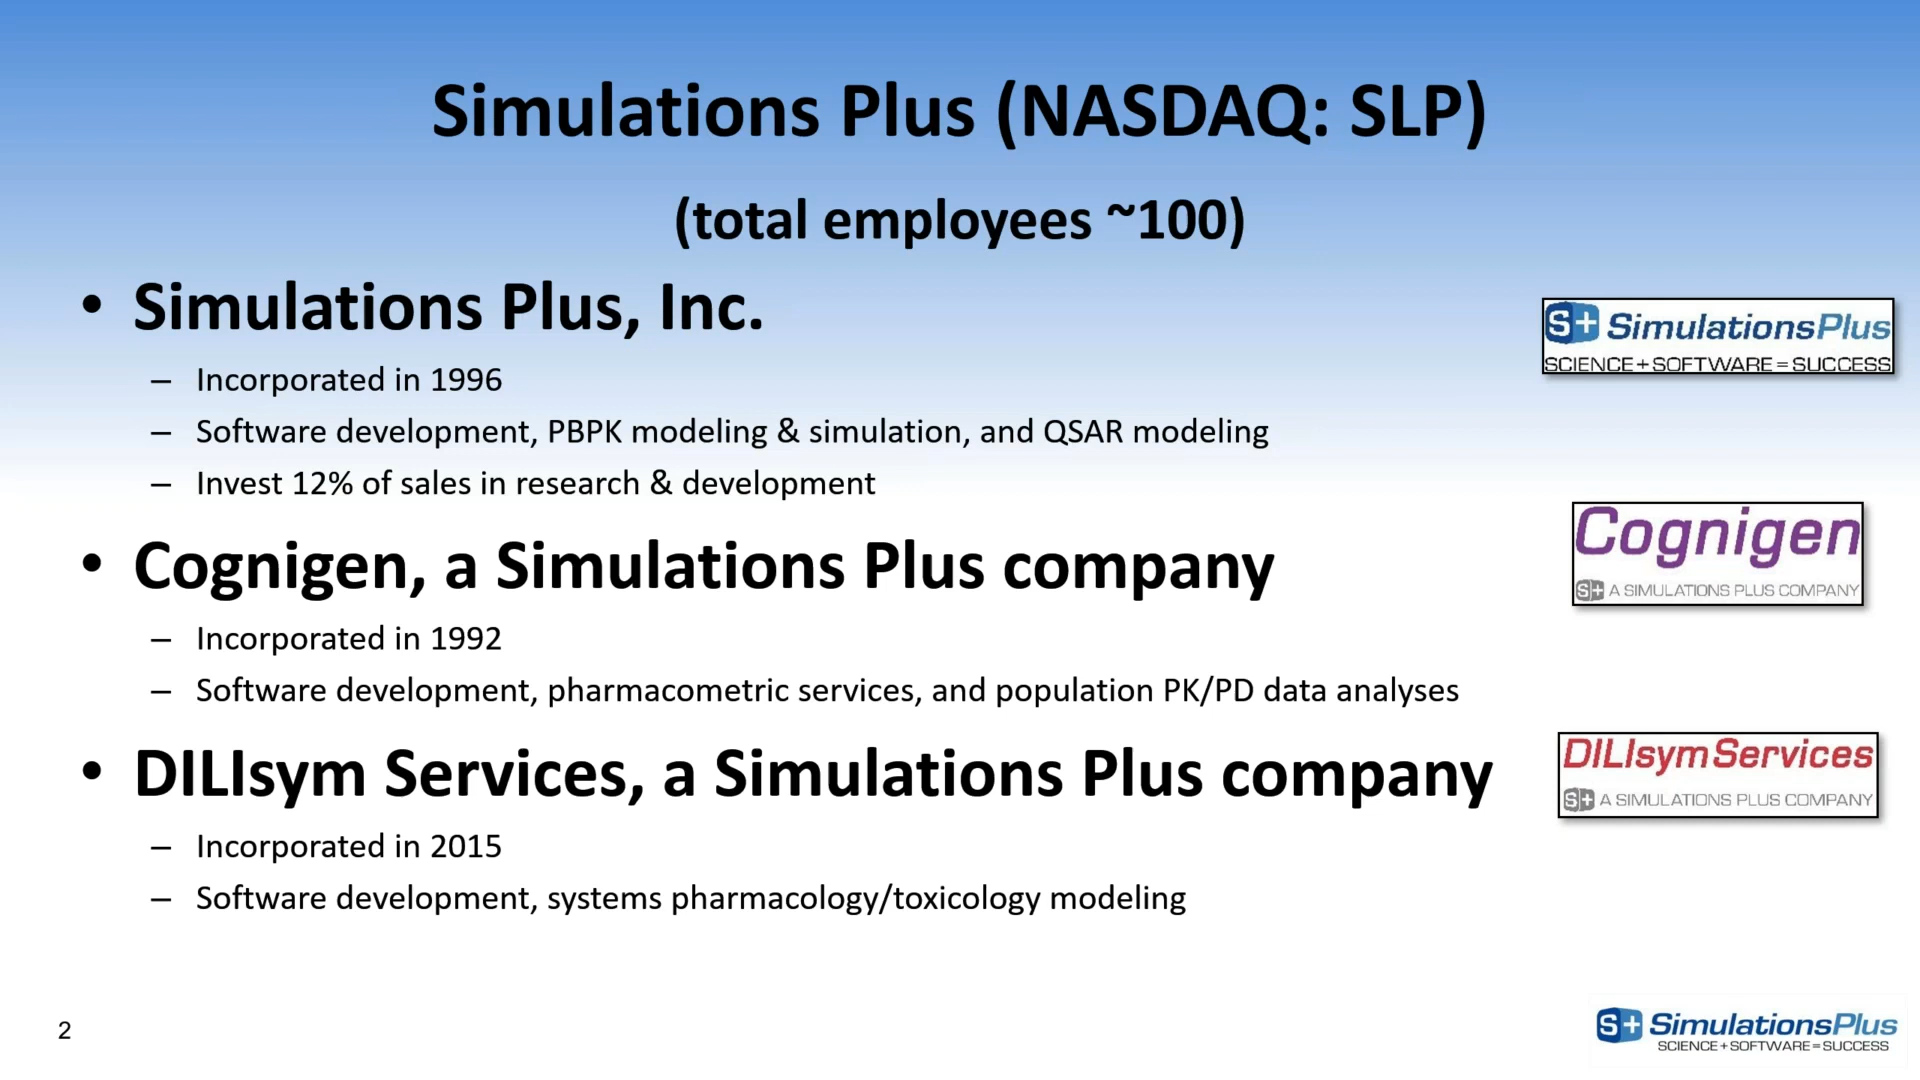 Simulations Plus (NASDAQ: SLP)
(total employees ~100)
• Simulations Plus, Inc.
– Incorporated in 1996
– Software development, PBPK modeling & simulation, and QSAR modeling
– Invest 12% of sales in research & development
S+ SimulationsPlus
SCIENCE+SOFTWARE=SUCCESS
• Cognigen, a Simulations Plus company
– Incorporated in 1992
– Software development, pharmacometric services, and population PK/PD data analyses
Cognigen
S+ A SIMULATIONS PLUS COMPANY
• DILIsym Services, a Simulations Plus company
– Incorporated in 2015
– Software development, systems pharmacology/toxicology modeling
DILIsym Services
S+ A SIMULATIONS PLUS COMPANY
2
S+ SimulationsPlus
SCIENCE+SOFTWARE=SUCCESS